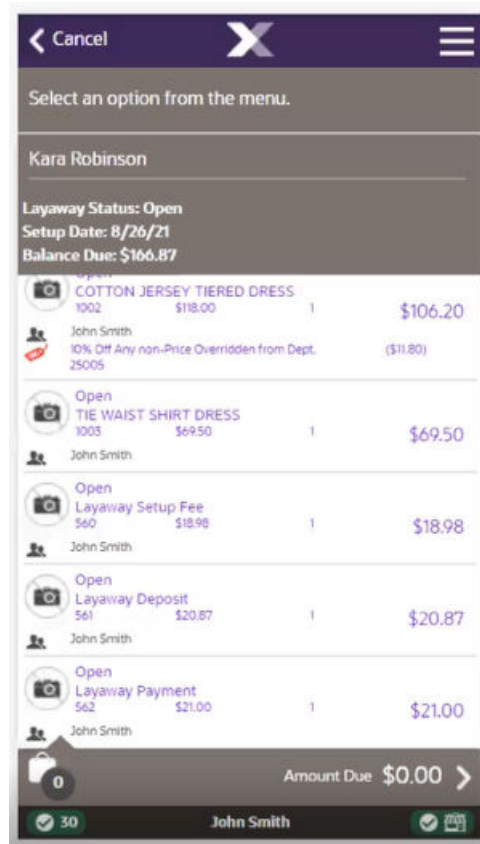 Cancel
X
Select an option from the menu.
Kara Robinson
Layaway Status: Open
Setup Date: 8/26/21
Balance Due: $166.87
Open
COTTON JERSEY TIERED DRESS
1002 $118.00 1 $106.20
John Smith
10% Off Any non-Price Overridden from Dept. ($11.80)
25005
Open
TIE WAIST SHIRT DRESS
1003 $69.50 1 $69.50
John Smith
Open
Layaway Setup Fee
560 $18.98 1 $18.98
John Smith
Open
Layaway Deposit
561 $20.87 1 $20.87
John Smith
Open
Layaway Payment
562 $21.00 1 $21.00
John Smith
0 Amount Due $0.00
30 John Smith